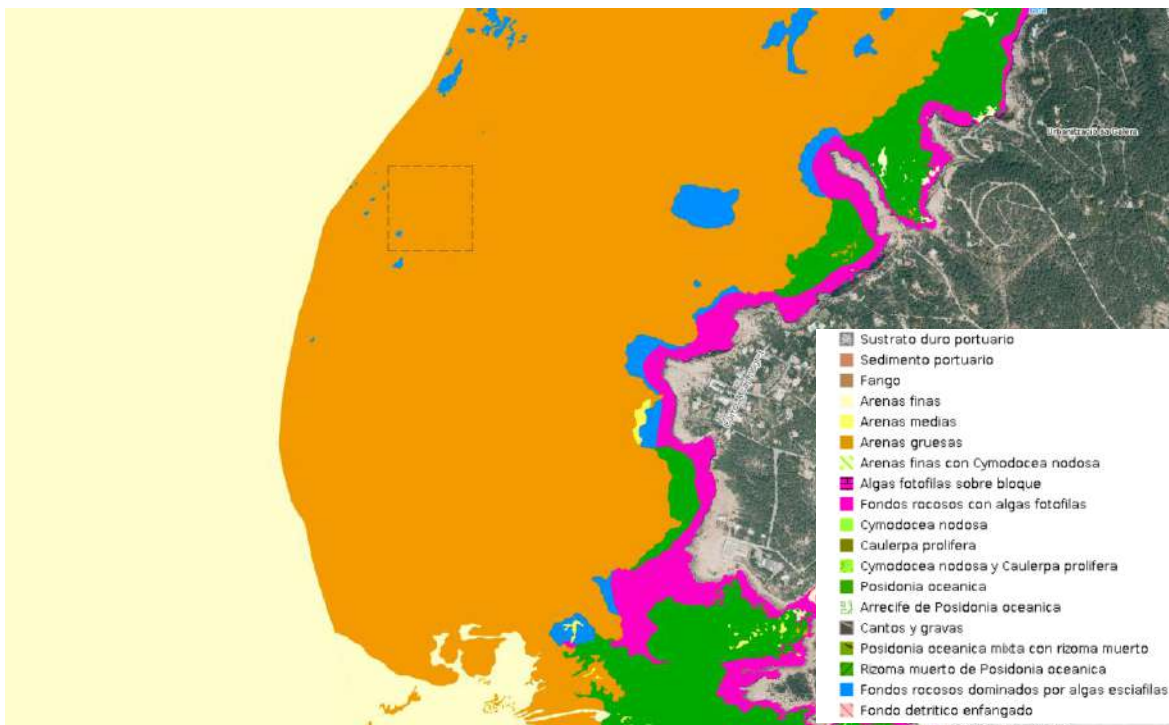 Urbanització sa Galera
Sustrato duro portuario
Sedimento portuario
Fango
Arenas finas
Arenas medias
Arenas gruesas
Arenas finas con Cymodocea nodosa
Algas fotofilas sobre bloque
Fondos rocosos con algas fotofilas
Cymodocea nodosa
Caulerpa prolifera
Cymodocea nodosa y Caulerpa prolifera
Posidonia oceanica
Arrecife de Posidonia oceanica
Cantos y gravas
Posidonia oceanica mixta con rizoma muerto
Rizoma muerto de Posidonia oceanica
Fondos rocosos dominados por algas esciafilas
Fondo detritico enfangado